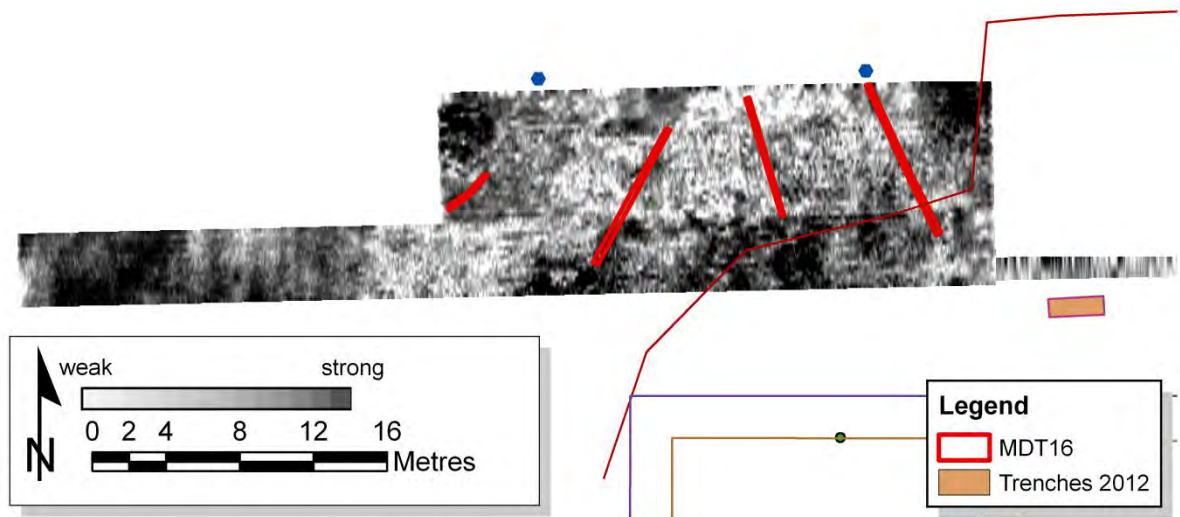 weak strong
0 2 4 8 12 16
Metres
N
Legend
MDT16
Trenches 2012